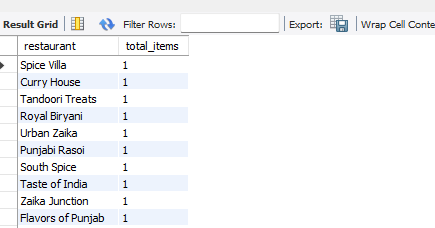 Result Grid Filter Rows: Export: Wrap Cell Conte
restaurant total_items
Spice Villa 1
Curry House 1
Tandoori Treats 1
Royal Biryani 1
Urban Zaika 1
Punjabi Rasoi 1
South Spice 1
Taste of India 1
Zaika Junction 1
Flavors of Punjab 1